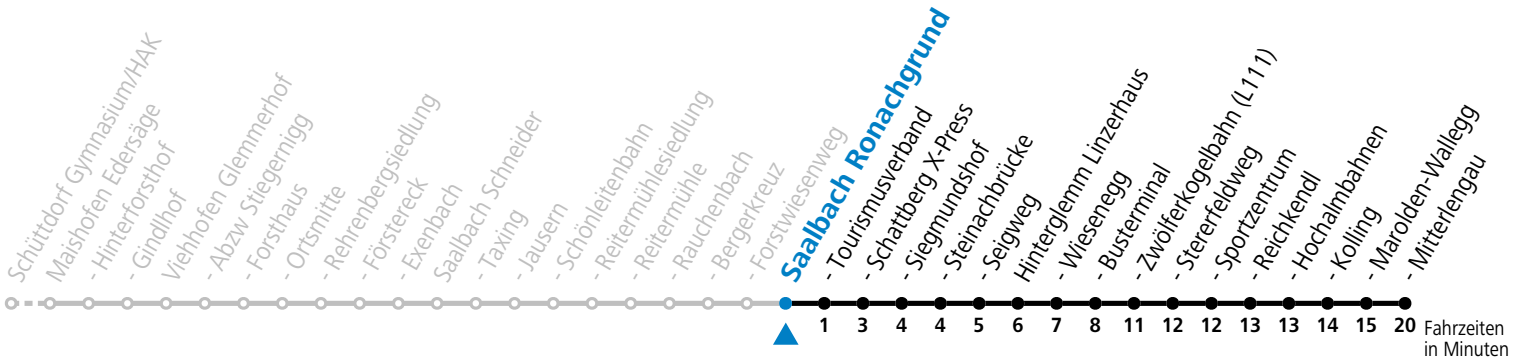 Schüttdorf Gymnasium/HAK
Maishofen Edersäge
- Hinterforsthof
- Gindlhof
Viehhofen Glemmerhof
- Abzw Stiegernigg
- Forsthaus
- Ortsmitte
- Rehrenbergsiedlung
- Förstereck
- Exenbach
Saalbach Schneider
- Taxing
- Jausern
- Schönleitenbahn
- Reitermühlesiedlung
- Reitermühle
- Rauchenbach
- Bergerkreuz
- Forstwiesenweg
Saalbach Ronachgrund
- Tourismusverband
- Schattberg X-Press
- Siegmundshof
- Steinachbrücke
- Seigweg
Hinterglemm Linzerhaus
- Wiesenegg
- Busterminal
- Zwölferkogelbahn (L111)
- Stererfeldweg
- Sportzentrum
- Reichkendl
- Hochalmbahnen
- Kolling
- Marolden-Wallegg
- Mitterlengau
1 3 4 4 5 6 7 8 11 12 12 13 13 14 15 20 Fahrzeiten
in Minuten